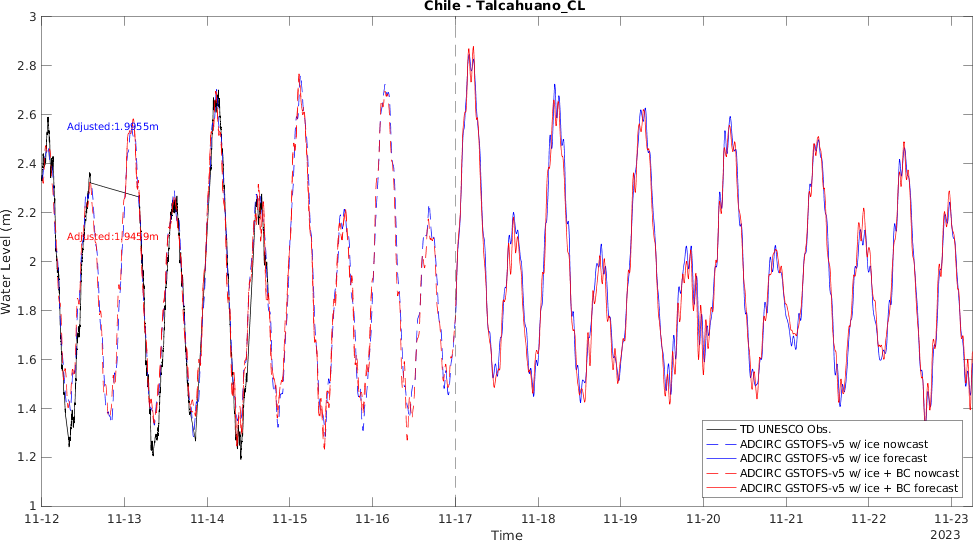 Chile - Talcahuano_CL
3
2.8
2.6
2.4
2.2
2
1.8
1.6
1.4
1.2
1
Water Level (m)
Adjusted:1.9955m
Adjusted:1.9459m
TD UNESCO Obs.
ADCIRC GSTOFS-v5 w/ ice nowcast
ADCIRC GSTOFS-v5 w/ ice forecast
ADCIRC GSTOFS-v5 w/ ice + BC nowcast
ADCIRC GSTOFS-v5 w/ ice + BC forecast
11-12 11-13 11-14 11-15 11-16 11-17 11-18 11-19 11-20 11-21 11-22 11-23
Time
2023